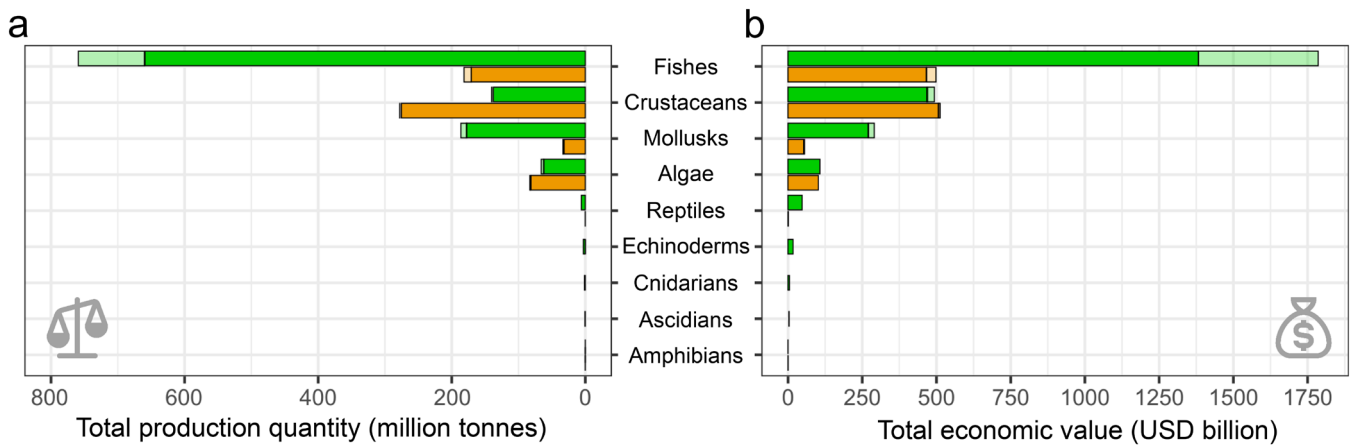 a
b
Fishes
Crustaceans
Mollusks
Algae
Reptiles
Echinoderms
Cnidarians
Ascidians
Amphibians
$
800 600 400 200 0
0 250 500 750 1000 1250 1500 1750
Total production quantity (million tonnes)
Total economic value (USD billion)